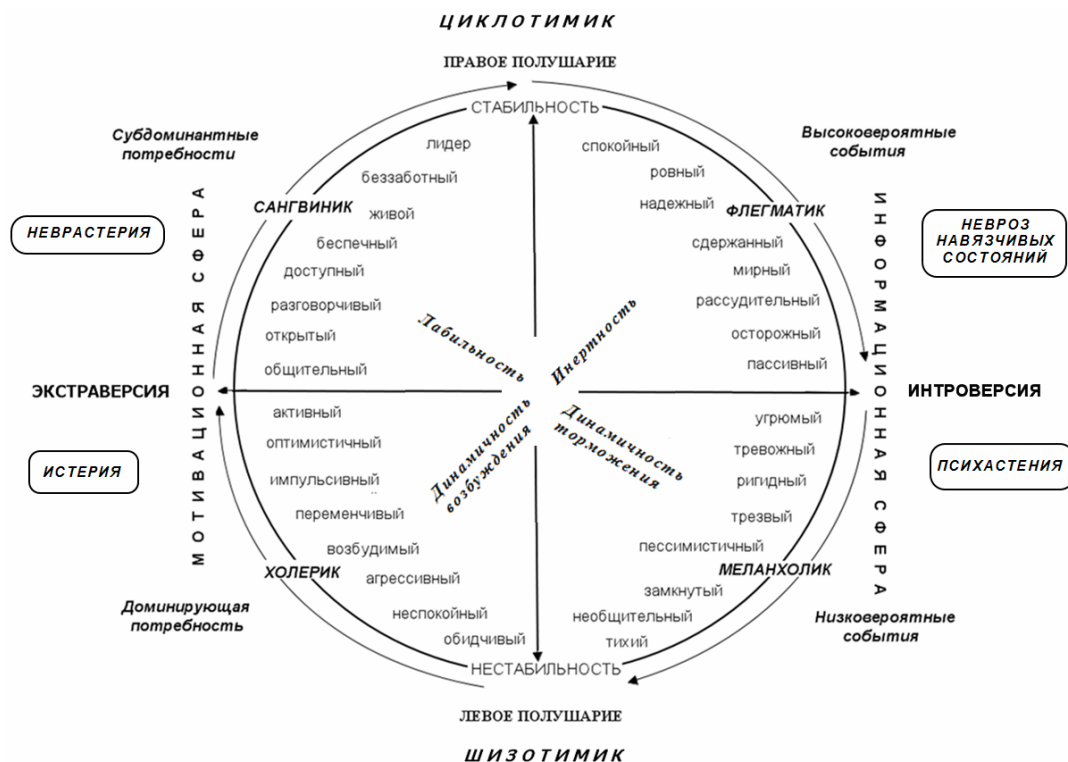 ЦИКЛОТИМИК
ПРАВОЕ ПОЛУШАРИЕ
СТАБИЛЬНОСТЬ
Субдоминантные
потребности
Высоковероятные
события
МОТИВАЦИОННАЯ СФЕРА
ИНФОРМАЦИОННАЯ СФЕРА
НЕВРАСТЕРИЯ
НЕВРОЗ
НАВЯЗЧИВЫХ
СОСТОЯНИЙ
САНГВИНИК
лидер
беззаботный
живой
беспечный
доступный
разговорчивый
открытый
общительный
ФЛЕГМАТИК
спокойный
ровный
надежный
сдержанный
мирный
рассудительный
осторожный
пассивный
Лабильность
Инертность
ЭКСТРАВЕРСИЯ
ИНТРОВЕРСИЯ
Динамичность
возбуждения
Динамичность
торможения
ИСТЕРИЯ
ПСИХАСТЕНИЯ
активный
оптимистичный
импульсивный
переменчивый
возбудимый
агрессивный
неспокойный
обидчивый
ХОЛЕРИК
угрюмый
тревожный
ригидный
трезвый
пессимистичный
замкнутый
необщительный
тихий
МЕЛАНХОЛИК
Доминирующая
потребность
Низковероятные
события
НЕСТАБИЛЬНОСТЬ
ЛЕВОЕ ПОЛУШАРИЕ
ШИЗОТИМИК